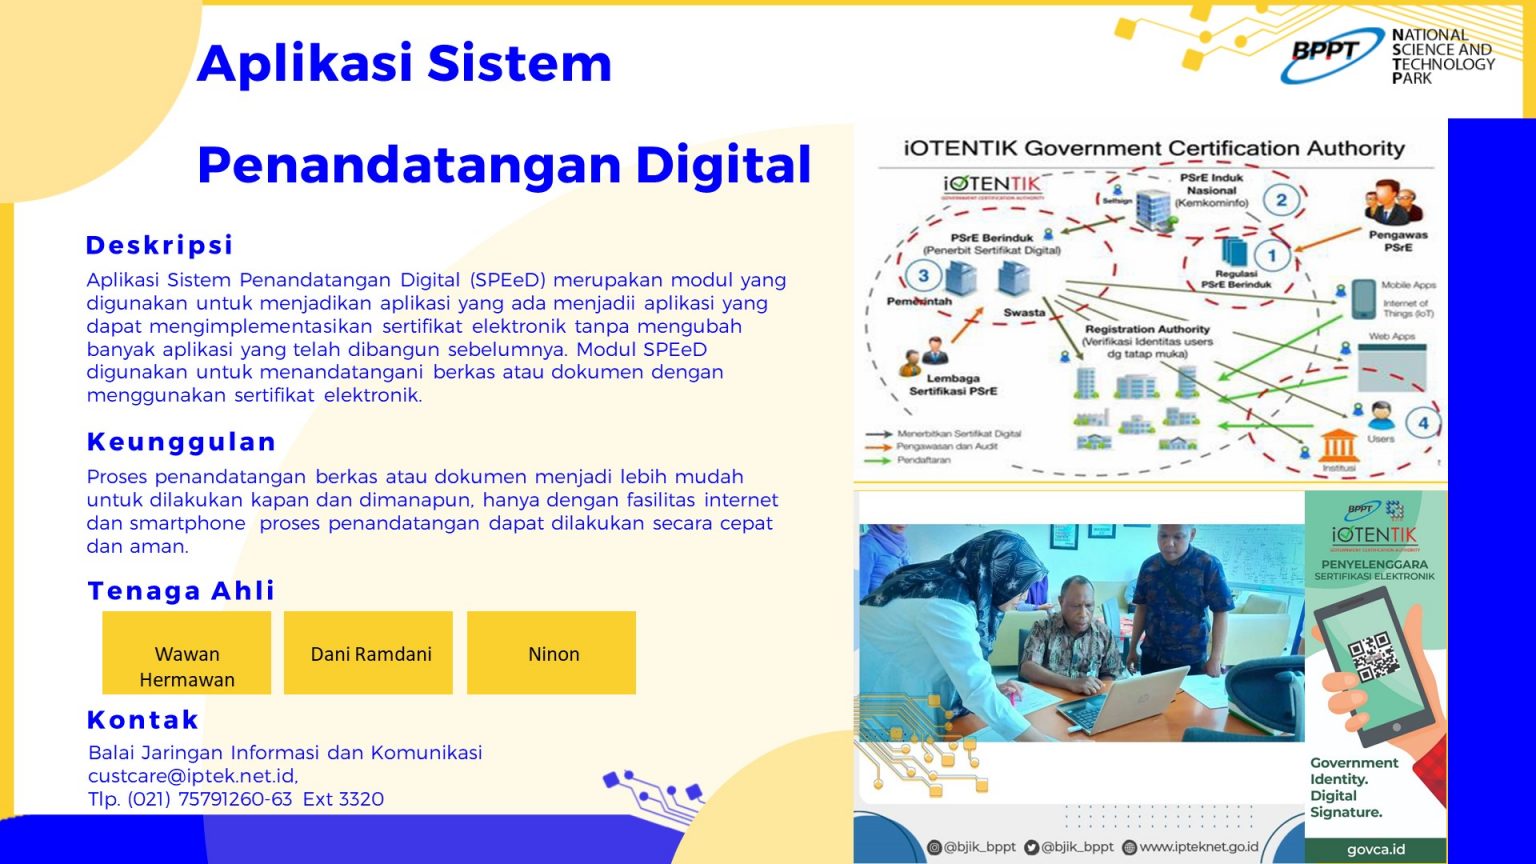 Aplikasi Sistem
Penandatangan Digital
BPPT
NATIONAL
SCIENCE AND
TECHNOLOGY
PARK
Deskripsi
Aplikasi Sistem Penandatangan Digital (SPEeD) merupakan modul yang
digunakan untuk menjadikan aplikasi yang ada menjadii aplikasi yang
dapat mengimplementasikan sertifikat elektronik tanpa mengubah
banyak aplikasi yang telah dibangun sebelumnya. Modul SPEeD
digunakan untuk menandatangani berkas atau dokumen dengan
menggunakan sertifikat elektronik.
Keunggulan
Proses penandatangan berkas atau dokumen menjadi lebih mudah
untuk dilakukan kapan dan dimanapun, hanya dengan fasilitas internet
dan smartphone proses penandatangan dapat dilakukan secara cepat
dan aman.
Tenaga Ahli
Wawan
Hermawan
Dani Ramdani
Ninon
Kontak
Balai Jaringan Informasi dan Komunikasi
custcare@iptek.net.id,
Tlp. (021) 75791260-63 Ext 3320
iOTENTIK Government Certification Authority
iOTENTIK
GOVERNMENT CERTIFICATION AUTHORITY
Selfsign
PSrE Induk
Nasional
(Kemkominfo)
2
Pengawas
PSrE
PSrE Berinduk
(Penerbit Sertifikat Digital)
3
Pemerintah
Swasta
1
Regulasi
PSrE Berinduk
Mobile Apps
Internet of
Things (IoT)
Web Apps
Registration Authority
(Verifikasi Identitas users
dg tatap muka)
Lembaga
Sertifikasi PSrE
Users
4
Institusi
Menerbitkan Sertifikat Digital
Pengawasan dan Audit
Pendaftaran
BPPT
iOTENTIK
GOVERNMENT CERTIFICATION AUTHORITY
PENYELENGGARA
SERTIFIKASI ELEKTRONIK
Government
Identity.
Digital
Signature.
govca.id
@bjik_bppt @bjik_bppt www.ipteknet.go.id